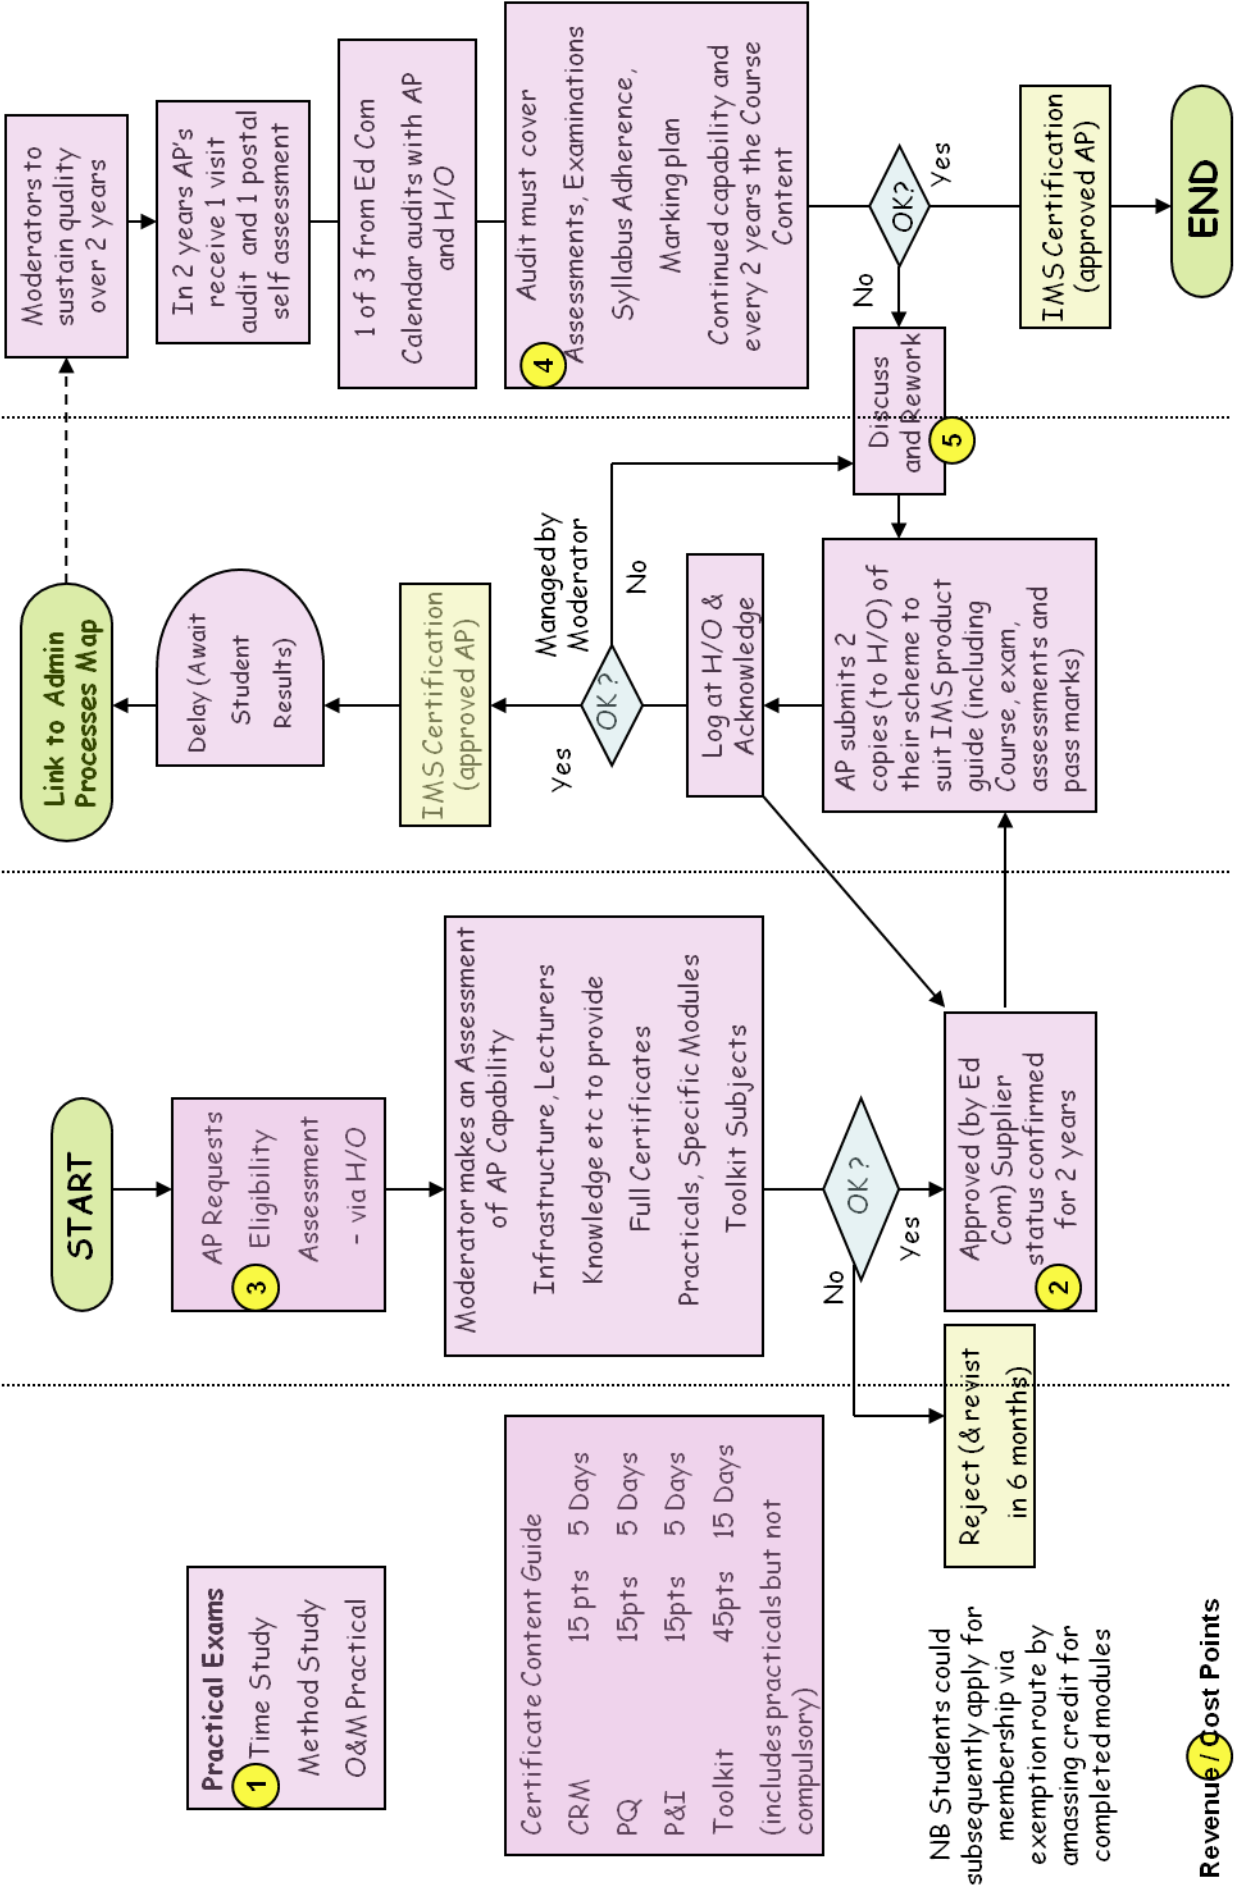 Practical Exams
1
Time Study
Method Study
O&M Practical
Certificate Content Guide
CRM 15 pts 5 Days
PQ 15pts 5 Days
P&I 15pts 5 Days
Toolkit 45pts 15 Days
(includes practicals but not
compulsory)
NB Students could
subsequently apply for
membership via
exemption route by
amassing credit for
completed modules
Revenue / Cost Points
START
AP Requests
Eligibility
Assessment
- via H/O
3
Moderator makes an Assessment
of AP Capability
Infrastructure, Lecturers
Knowledge etc to provide
Full Certificates
Practicals, Specific Modules
Toolkit Subjects
OK?
No
Yes
Reject (& revist
in 6 months)
Approved (by Ed
Com) Supplier
status confirmed
for 2 years
2
Link to Admin
Processes Map
Delay (Await
Student
Results)
IMS Certification
(approved AP)
Yes
OK?
Managed by
Moderator
No
Log at H/O &
Acknowledge
AP submits 2
copies (to H/O) of
their scheme to
suit IMS product
guide (including
Course, exam,
assessments and
pass marks)
Discuss
and Rework
5
Moderators to
sustain quality
over 2 years
In 2 years AP's
receive 1 visit
audit and 1 postal
self assessment
1 of 3 from Ed Com
Calendar audits with AP
and H/O
Audit must cover
4
Assessments, Examinations
Syllabus Adherence,
Marking plan
Continued capability and
every 2 years the Course
Content
OK?
No
Yes
IMS Certification
(approved AP)
END